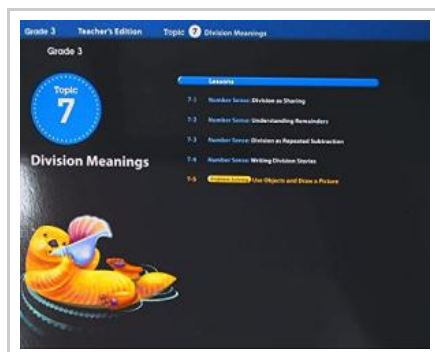 Grade 3 Teacher's Edition Topic 7 Division Meanings
Grade 3
Topic
7
Division Meanings
Lessons
7-1 Number Sense: Division as Sharing
7-2 Number Sense: Understanding Remainders
7-3 Number Sense: Division as Repeated Subtraction
7-4 Number Sense: Writing Division Stories
7-5 Problem Solving Use Objects and Draw a Picture